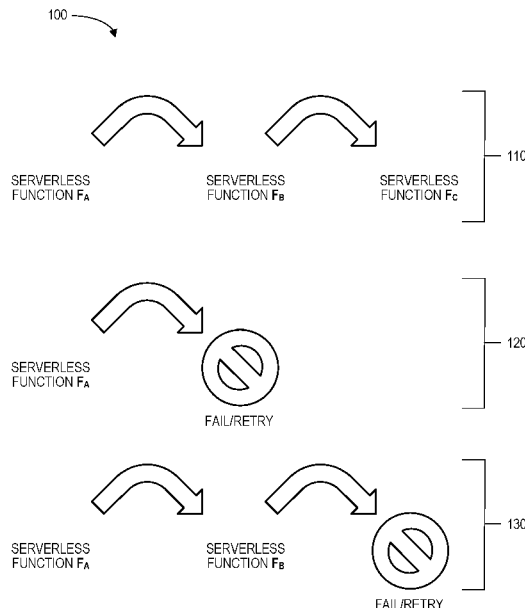 100
SERVERLESS
FUNCTION FA
SERVERLESS
FUNCTION FB
SERVERLESS
FUNCTION FC
110
SERVERLESS
FUNCTION FA
FAIL/RETRY
120
SERVERLESS
FUNCTION FA
SERVERLESS
FUNCTION FB
FAIL/RETRY
130